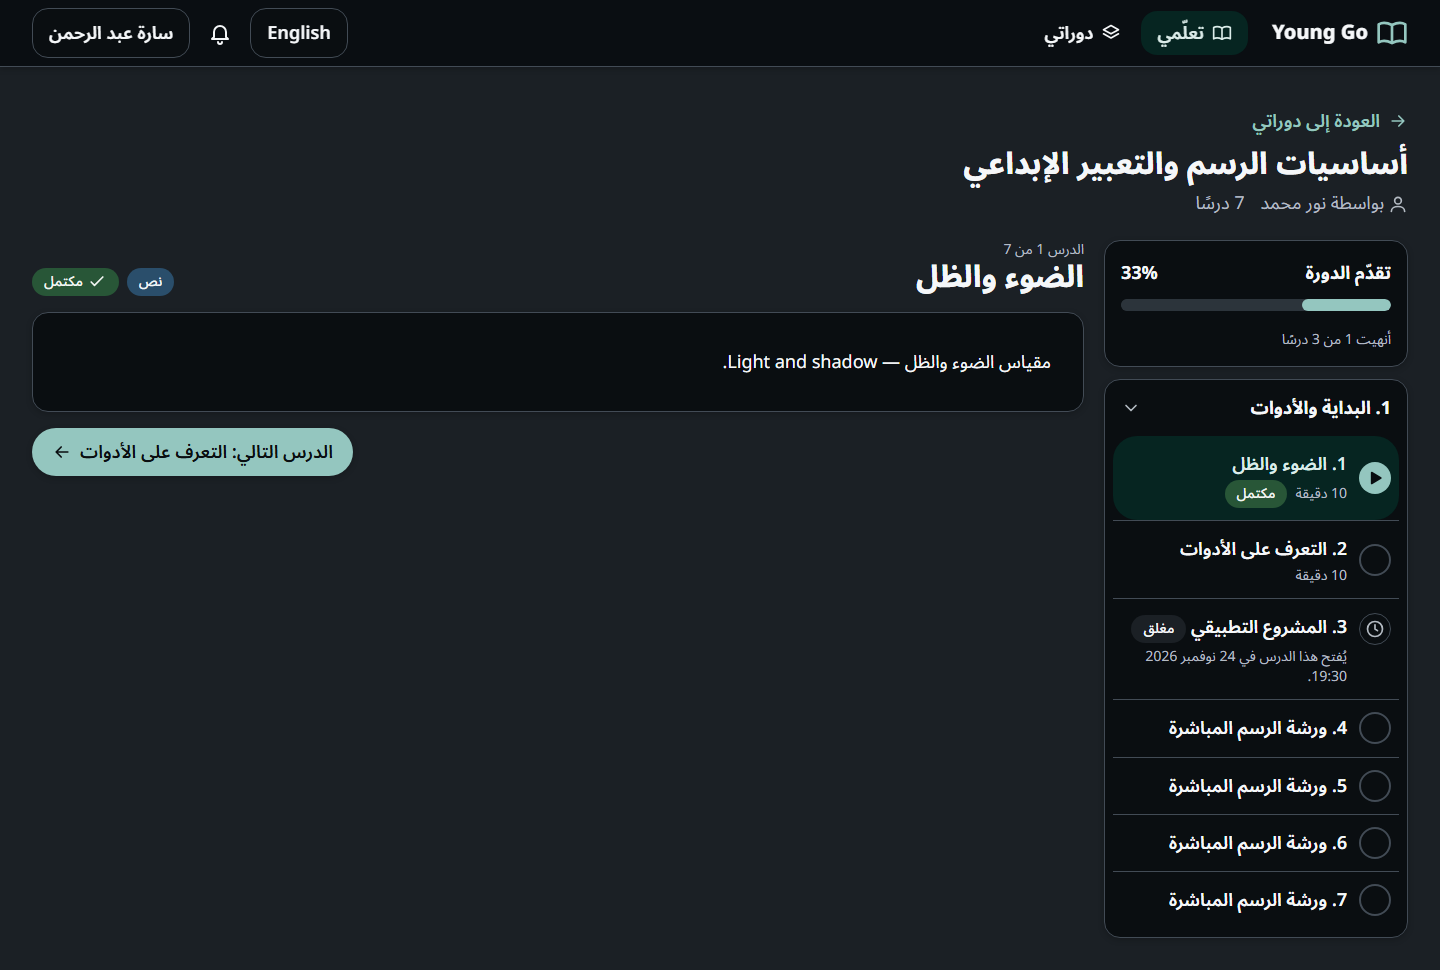 Young Go
تعلّمي
دوراتي
English
سارة عبد الرحمن
العودة إلى دوراتي
أساسيات الرسم والتعبير الإبداعي
بواسطة نور محمد 7 درسًا
تقدّم الدورة 33%
أنهيت 1 من 3 درسًا
1. البداية والأدوات
1. الضوء والظل
10 دقيقة مكتمل
2. التعرف على الأدوات
10 دقيقة
3. المشروع التطبيقي مغلق
يُفتح هذا الدرس في 24 نوفمبر 2026
19:30.
4. ورشة الرسم المباشرة
5. ورشة الرسم المباشرة
6. ورشة الرسم المباشرة
7. ورشة الرسم المباشرة
الدرس 1 من 7
الضوء والظل
نص مكتمل
مقياس الضوء والظل — Light and shadow.
الدرس التالي: التعرف على الأدوات